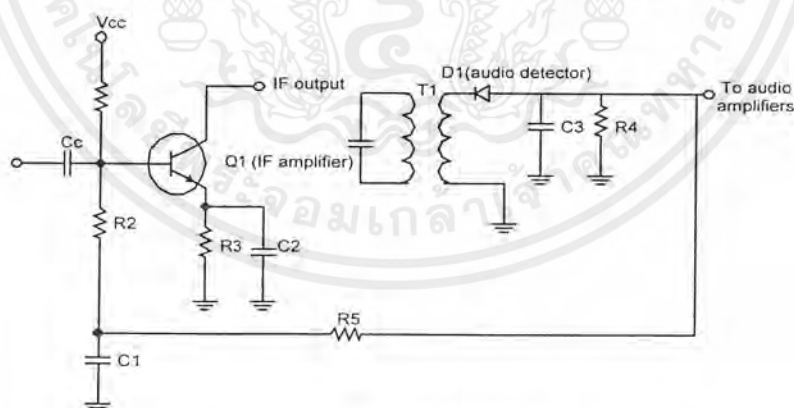 Vcc
IF output
D1(audio detector)
T1
To audio
amplifiers
Cc
Q1 (IF amplifier)
C3
R4
R2
R3
C2
R5
C1